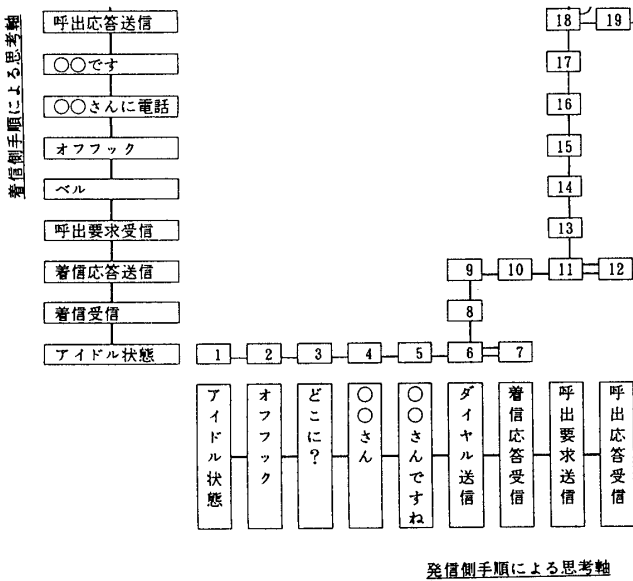 着信側手順による思考軸
呼出応答送信
○○です
○○さんに電話
オフフック
ベル
呼出要求受信
着信応答送信
着信受信
アイドル状態
18 19
17
16
15
14
13
9 10 11 12
8
1 2 3 4 5 6 7
アイドル状態
オフフック
どこに?
○○さん
○○さんですね
ダイヤル送信
着信応答受信
呼出要求送信
呼出応答受信
発信側手順による思考軸